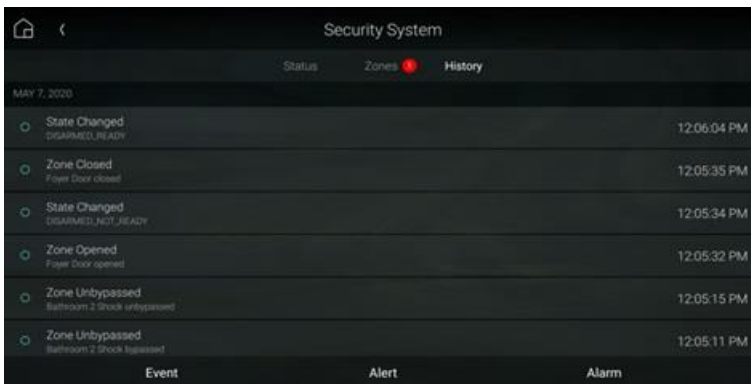 Security System
Status Zones 1 History
MAY 7, 2020
State Changed
DISARMED_READY
12:06:04 PM
Zone Closed
Foyer Door closed
12:05:35 PM
State Changed
DISARMED_NOT_READY
12:05:34 PM
Zone Opened
Foyer Door opened
12:05:32 PM
Zone Unbypassed
Bathroom 2 Shock unbypassed
12:05:15 PM
Zone Unbypassed
Bathroom 2 Shock bypassed
12:05:11 PM
Event Alert Alarm